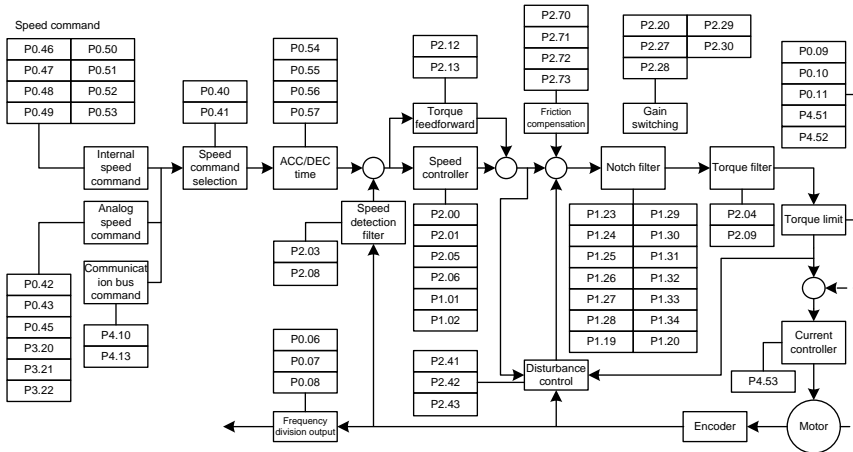 Speed command
P0.46 P0.50
P0.47 P0.51
P0.48 P0.52
P0.49 P0.53
P0.40
P0.41
P0.54
P0.55
P0.56
P0.57
P2.12
P2.13
P2.70
P2.71
P2.72
P2.73
P2.20 P2.29
P2.27 P2.30
P2.28
P0.09
P0.10
P0.11
P4.51
P4.52
Torque
feedforward
Friction
compensation
Gain
switching
Internal
speed
command
Speed
command
selection
ACC/DEC
time
Speed
controller
Notch filter
Torque filter
Analog
speed
command
Speed
detection
filter
Torque limit
Communicat
ion bus
command
P0.42
P0.43
P0.45
P3.20
P3.21
P3.22
P4.10
P4.13
P2.03
P2.08
P2.00
P2.01
P2.05
P2.06
P1.01
P1.02
P1.23 P1.29
P1.24 P1.30
P1.25 P1.31
P1.26 P1.32
P1.27 P1.33
P1.28 P1.34
P1.19 P1.20
P2.04
P2.09
Current
controller
P4.53
P0.06
P0.07
P0.08
P2.41
P2.42
P2.43
Disturbance
control
Frequency
division output
Encoder
Motor